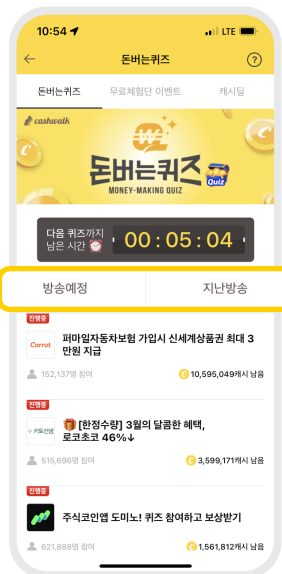 10:54
LTE
돈버는퀴즈
?
돈버는퀴즈 무료체험단 이벤트 캐시딜
cashwalk
돈버는퀴즈
Quiz
MONEY-MAKING QUIZ
다음 퀴즈까지
남은 시간
00 : 05 : 04
방송예정 지난방송
진행중
Carrot
퍼마일자동차보험 가입시 신세계상품권 최대 3
만원 지급
152,137명 참여 10,595,049캐시 남음
진행중
키토선생
[한정수량] 3월의 달콤한 혜택,
로코초코 46%↓
515,696명 참여 3,599,171캐시 남음
진행중
주식코인앱 도미노! 퀴즈 참여하고 보상받기
621,888명 참여 1,561,812캐시 남음